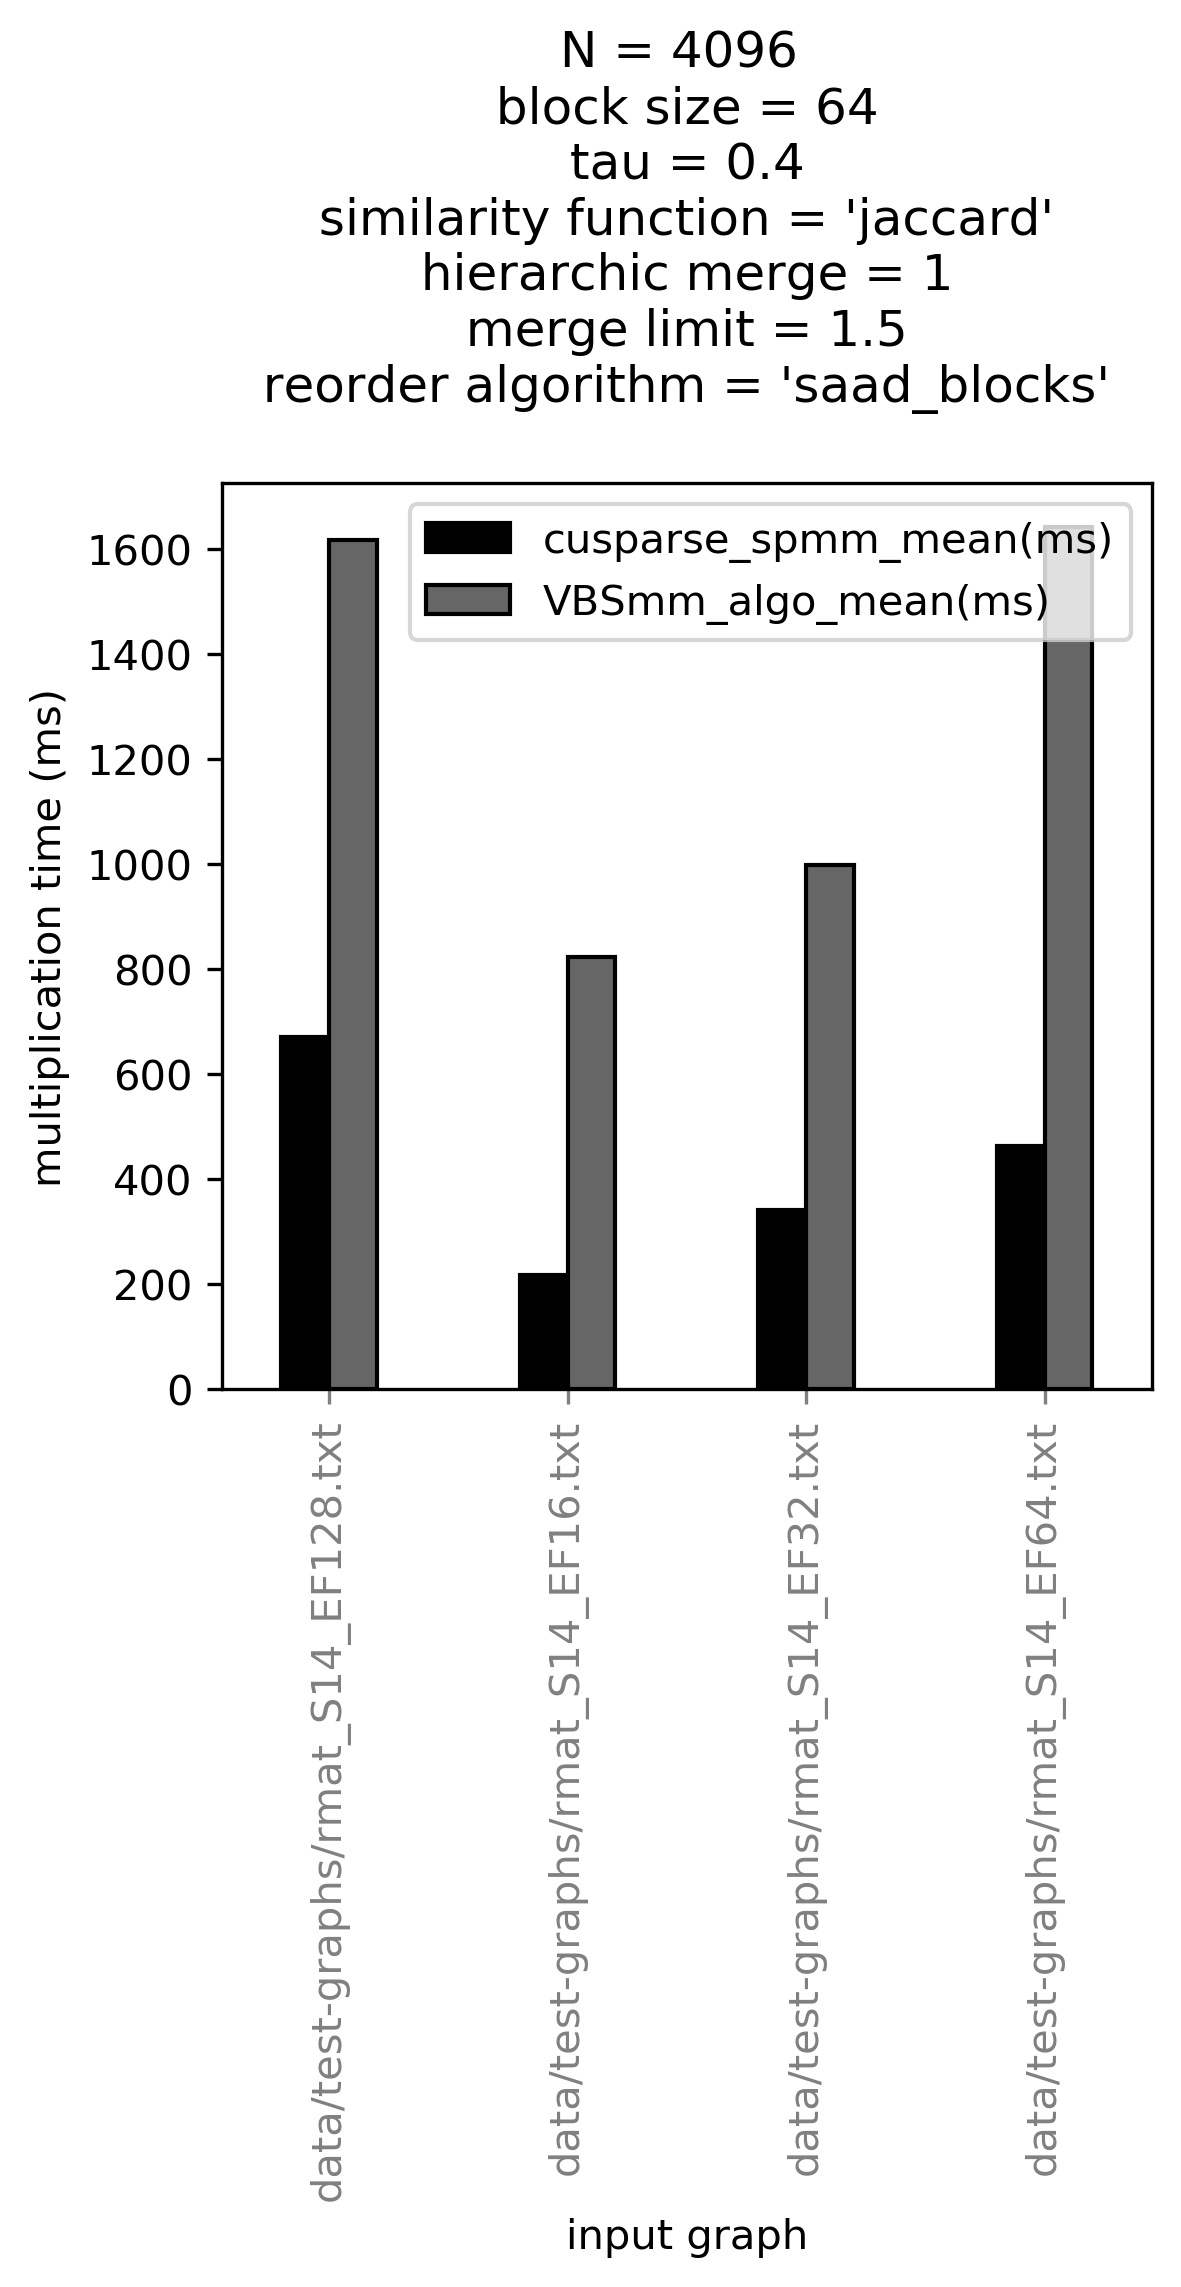 N = 4096
block size = 64
tau = 0.4
similarity function = 'jaccard'
hierarchic merge = 1
merge limit = 1.5
reorder algorithm = 'saad_blocks'
cusparse_spmm_mean(ms)
VBSmm_algo_mean(ms)
multiplication time (ms)
1600
1400
1200
1000
800
600
400
200
0
data/test-graphs/rmat_S14_EF128.txt
data/test-graphs/rmat_S14_EF16.txt
data/test-graphs/rmat_S14_EF32.txt
data/test-graphs/rmat_S14_EF64.txt
input graph